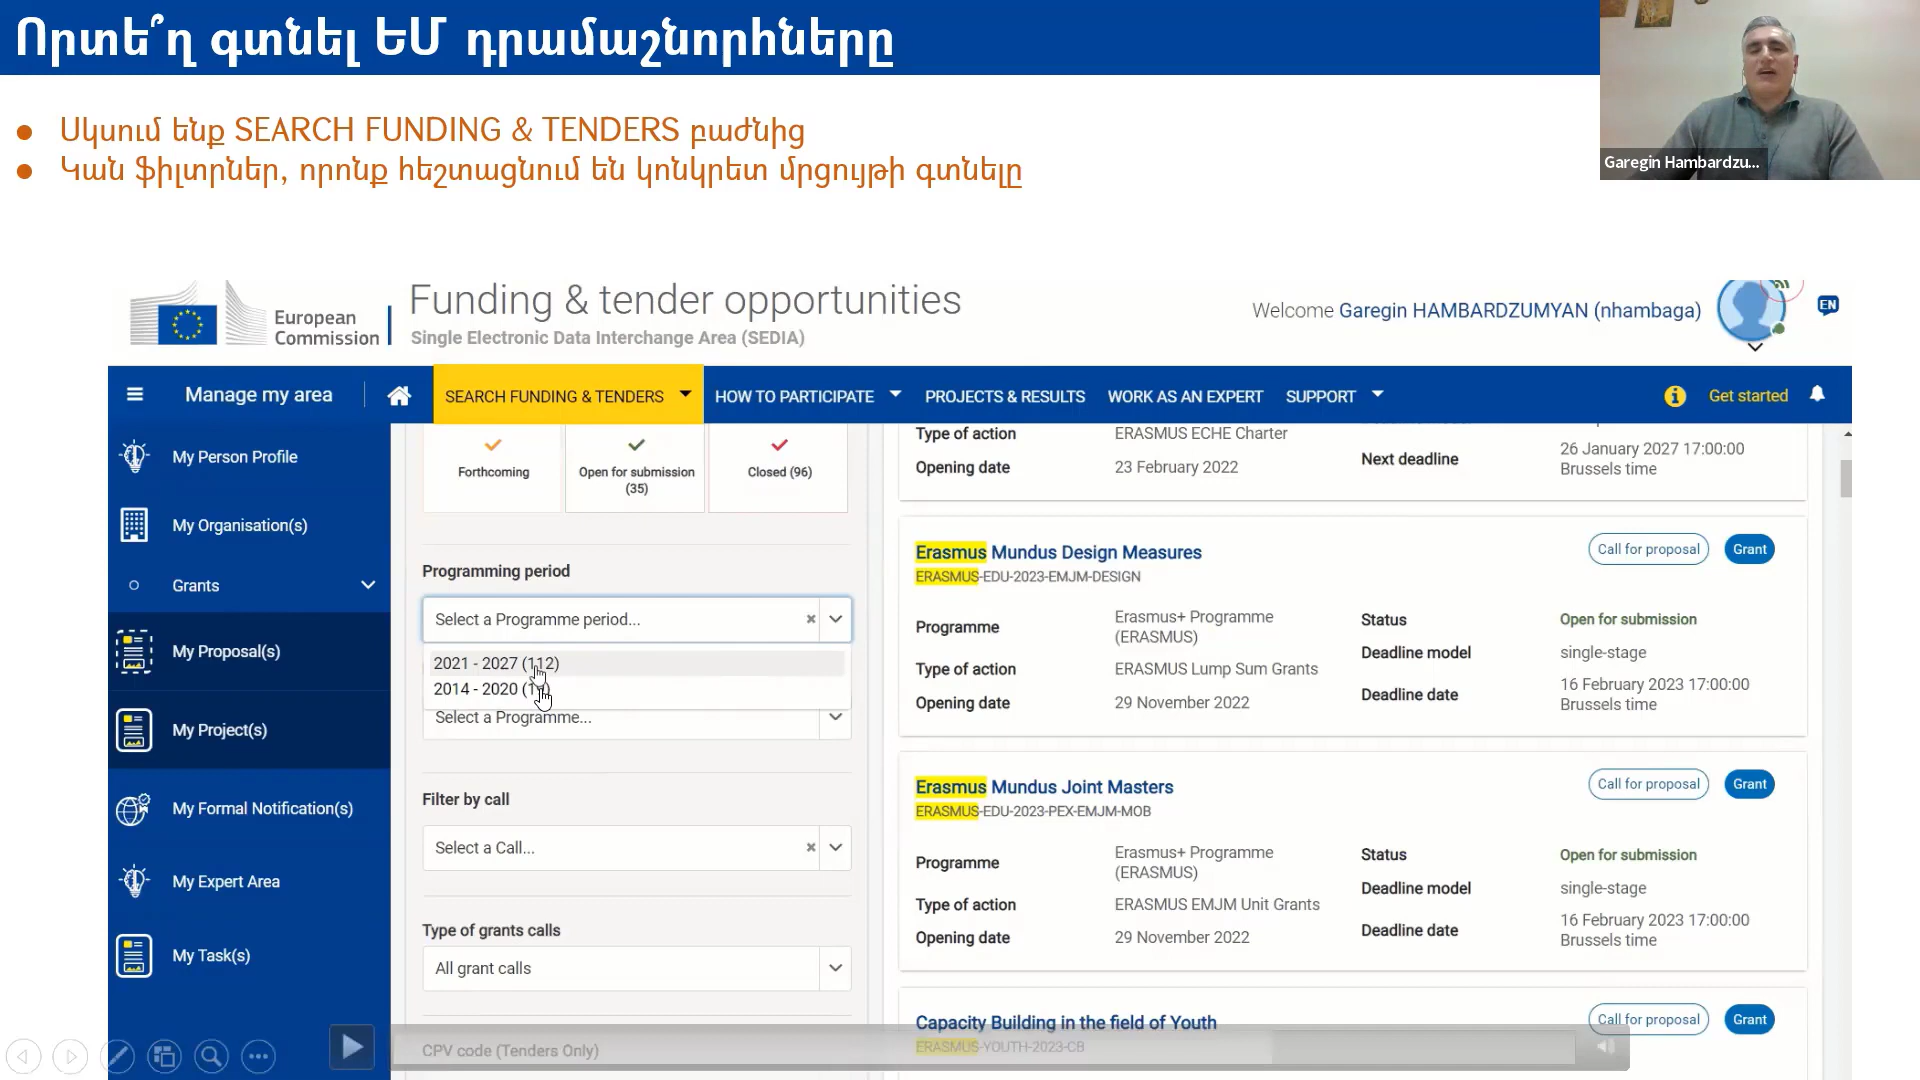 Որտե՞ղ գտնել ԵՄ դրամաշնորհները
Սկսում ենք SEARCH FUNDING & TENDERS բաժնից
Կան ֆիլտրներ, որոնք հեշտացնում են կոնկրետ մրցույթի գտնելը
Garegin Hambardzu...
European
Commission
Funding & tender opportunities
Single Electronic Data Interchange Area (SEDIA)
Welcome Garegin HAMBARDZUMYAN (nhambaga)
EN
Manage my area
SEARCH FUNDING & TENDERS
HOW TO PARTICIPATE
PROJECTS & RESULTS
WORK AS AN EXPERT
SUPPORT
Get started
My Person Profile
My Organisation(s)
Grants
My Proposal(s)
My Project(s)
My Formal Notification(s)
My Expert Area
My Task(s)
Forthcoming
Open for submission
(35)
Closed (96)
Programming period
Select a Programme period...
2021 - 2027 (112)
2014 - 2020
Select a Programme...
Filter by call
Select a Call...
Type of grants calls
All grant calls
CPV code (Tenders Only)
Type of action
ERASMUS ECHE Charter
Opening date
23 February 2022
Next deadline
26 January 2027 17:00:00
Brussels time
Erasmus Mundus Design Measures
Call for proposal
Grant
ERASMUS-EDU-2023-EMJM-DESIGN
Programme
Erasmus+ Programme
(ERASMUS)
Status
Open for submission
Type of action
ERASMUS Lump Sum Grants
Deadline model
single-stage
Opening date
29 November 2022
Deadline date
16 February 2023 17:00:00
Brussels time
Erasmus Mundus Joint Masters
Call for proposal
Grant
ERASMUS-EDU-2023-PEX-EMJM-MOB
Programme
Erasmus+ Programme
(ERASMUS)
Status
Open for submission
Type of action
ERASMUS EMJM Unit Grants
Deadline model
single-stage
Opening date
29 November 2022
Deadline date
16 February 2023 17:00:00
Brussels time
Capacity Building in the field of Youth
Call for proposal
Grant
ERASMUS-YOUTH-2023-CB